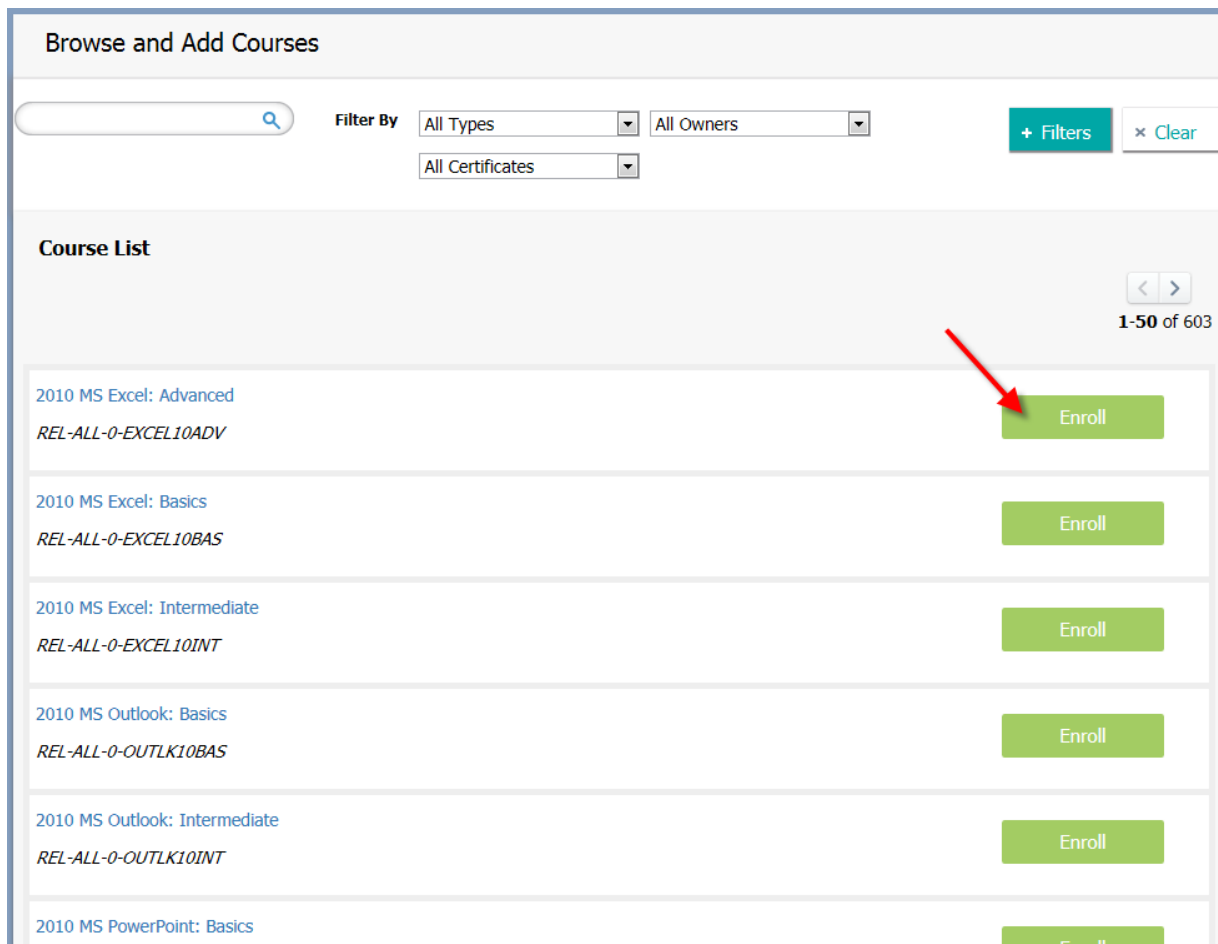 Browse and Add Courses
Filter By All Types All Owners + Filters × Clear
All Certificates
Course List
1-50 of 603
2010 MS Excel: Advanced
REL-ALL-0-EXCEL10ADV
Enroll
2010 MS Excel: Basics
REL-ALL-0-EXCEL10BAS
Enroll
2010 MS Excel: Intermediate
REL-ALL-0-EXCEL10INT
Enroll
2010 MS Outlook: Basics
REL-ALL-0-OUTLK10BAS
Enroll
2010 MS Outlook: Intermediate
REL-ALL-0-OUTLK10INT
Enroll
2010 MS PowerPoint: Basics
Enroll